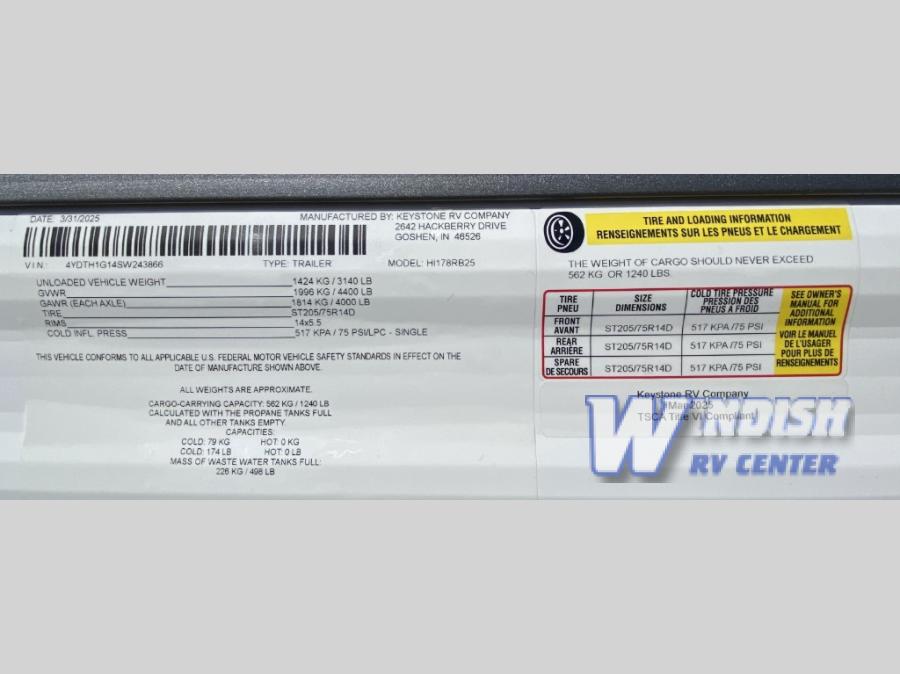 DATE: 3/31/2025
MANUFACTURED BY: KEYSTONE RV COMPANY
2642 HACKBERRY DRIVE
GOSHEN, IN 46526
V.I.N.: 4YDTH1G14SW243866 TYPE: TRAILER MODEL: HI178RB25
UNLOADED VEHICLE WEIGHT 1424 KG / 3140 LB
GVWR 1996 KG / 4400 LB
GAWR (EACH AXLE) 1814 KG / 4000 LB
TIRE ST205/75R14D
RIMS 14x5.5
COLD INFL. PRESS 517 KPA / 75 PSI/LPC - SINGLE
THIS VEHICLE CONFORMS TO ALL APPLICABLE U.S. FEDERAL MOTOR VEHICLE SAFETY STANDARDS IN EFFECT ON THE
DATE OF MANUFACTURE SHOWN ABOVE.
ALL WEIGHTS ARE APPROXIMATE.
CARGO-CARRYING CAPACITY: 562 KG / 1240 LB
CALCULATED WITH THE PROPANE TANKS FULL
AND ALL OTHER TANKS EMPTY.
CAPACITIES:
COLD: 79 KG HOT: 0 KG
COLD: 174 LB HOT: 0 LB
MASS OF WASTE WATER TANKS FULL:
226 KG / 498 LB
TIRE AND LOADING INFORMATION
RENSEIGNEMENTS SUR LES PNEUS ET LE CHARGEMENT
THE WEIGHT OF CARGO SHOULD NEVER EXCEED
562 KG OR 1240 LBS.
TIRE
PNEU
SIZE
DIMENSIONS
COLD TIRE PRESSURE
PRESSION DES
PNEUS A FROID
FRONT
AVANT
ST205/75R14D 517 KPA /75 PSI
REAR
ARRIÈRE
ST205/75R14D 517 KPA /75 PSI
SPARE
DE SECOURS
ST205/75R14D 517 KPA /75 PSI
SEE OWNER'S
MANUAL FOR
ADDITIONAL
INFORMATION
VOIR LE MANUEL
DE L'USAGER
POUR PLUS DE
RENSEIGNEMENTS
Keystone RV Company
Mar 2025
TSCA Title VI Compliant
WINDISH
RV CENTER